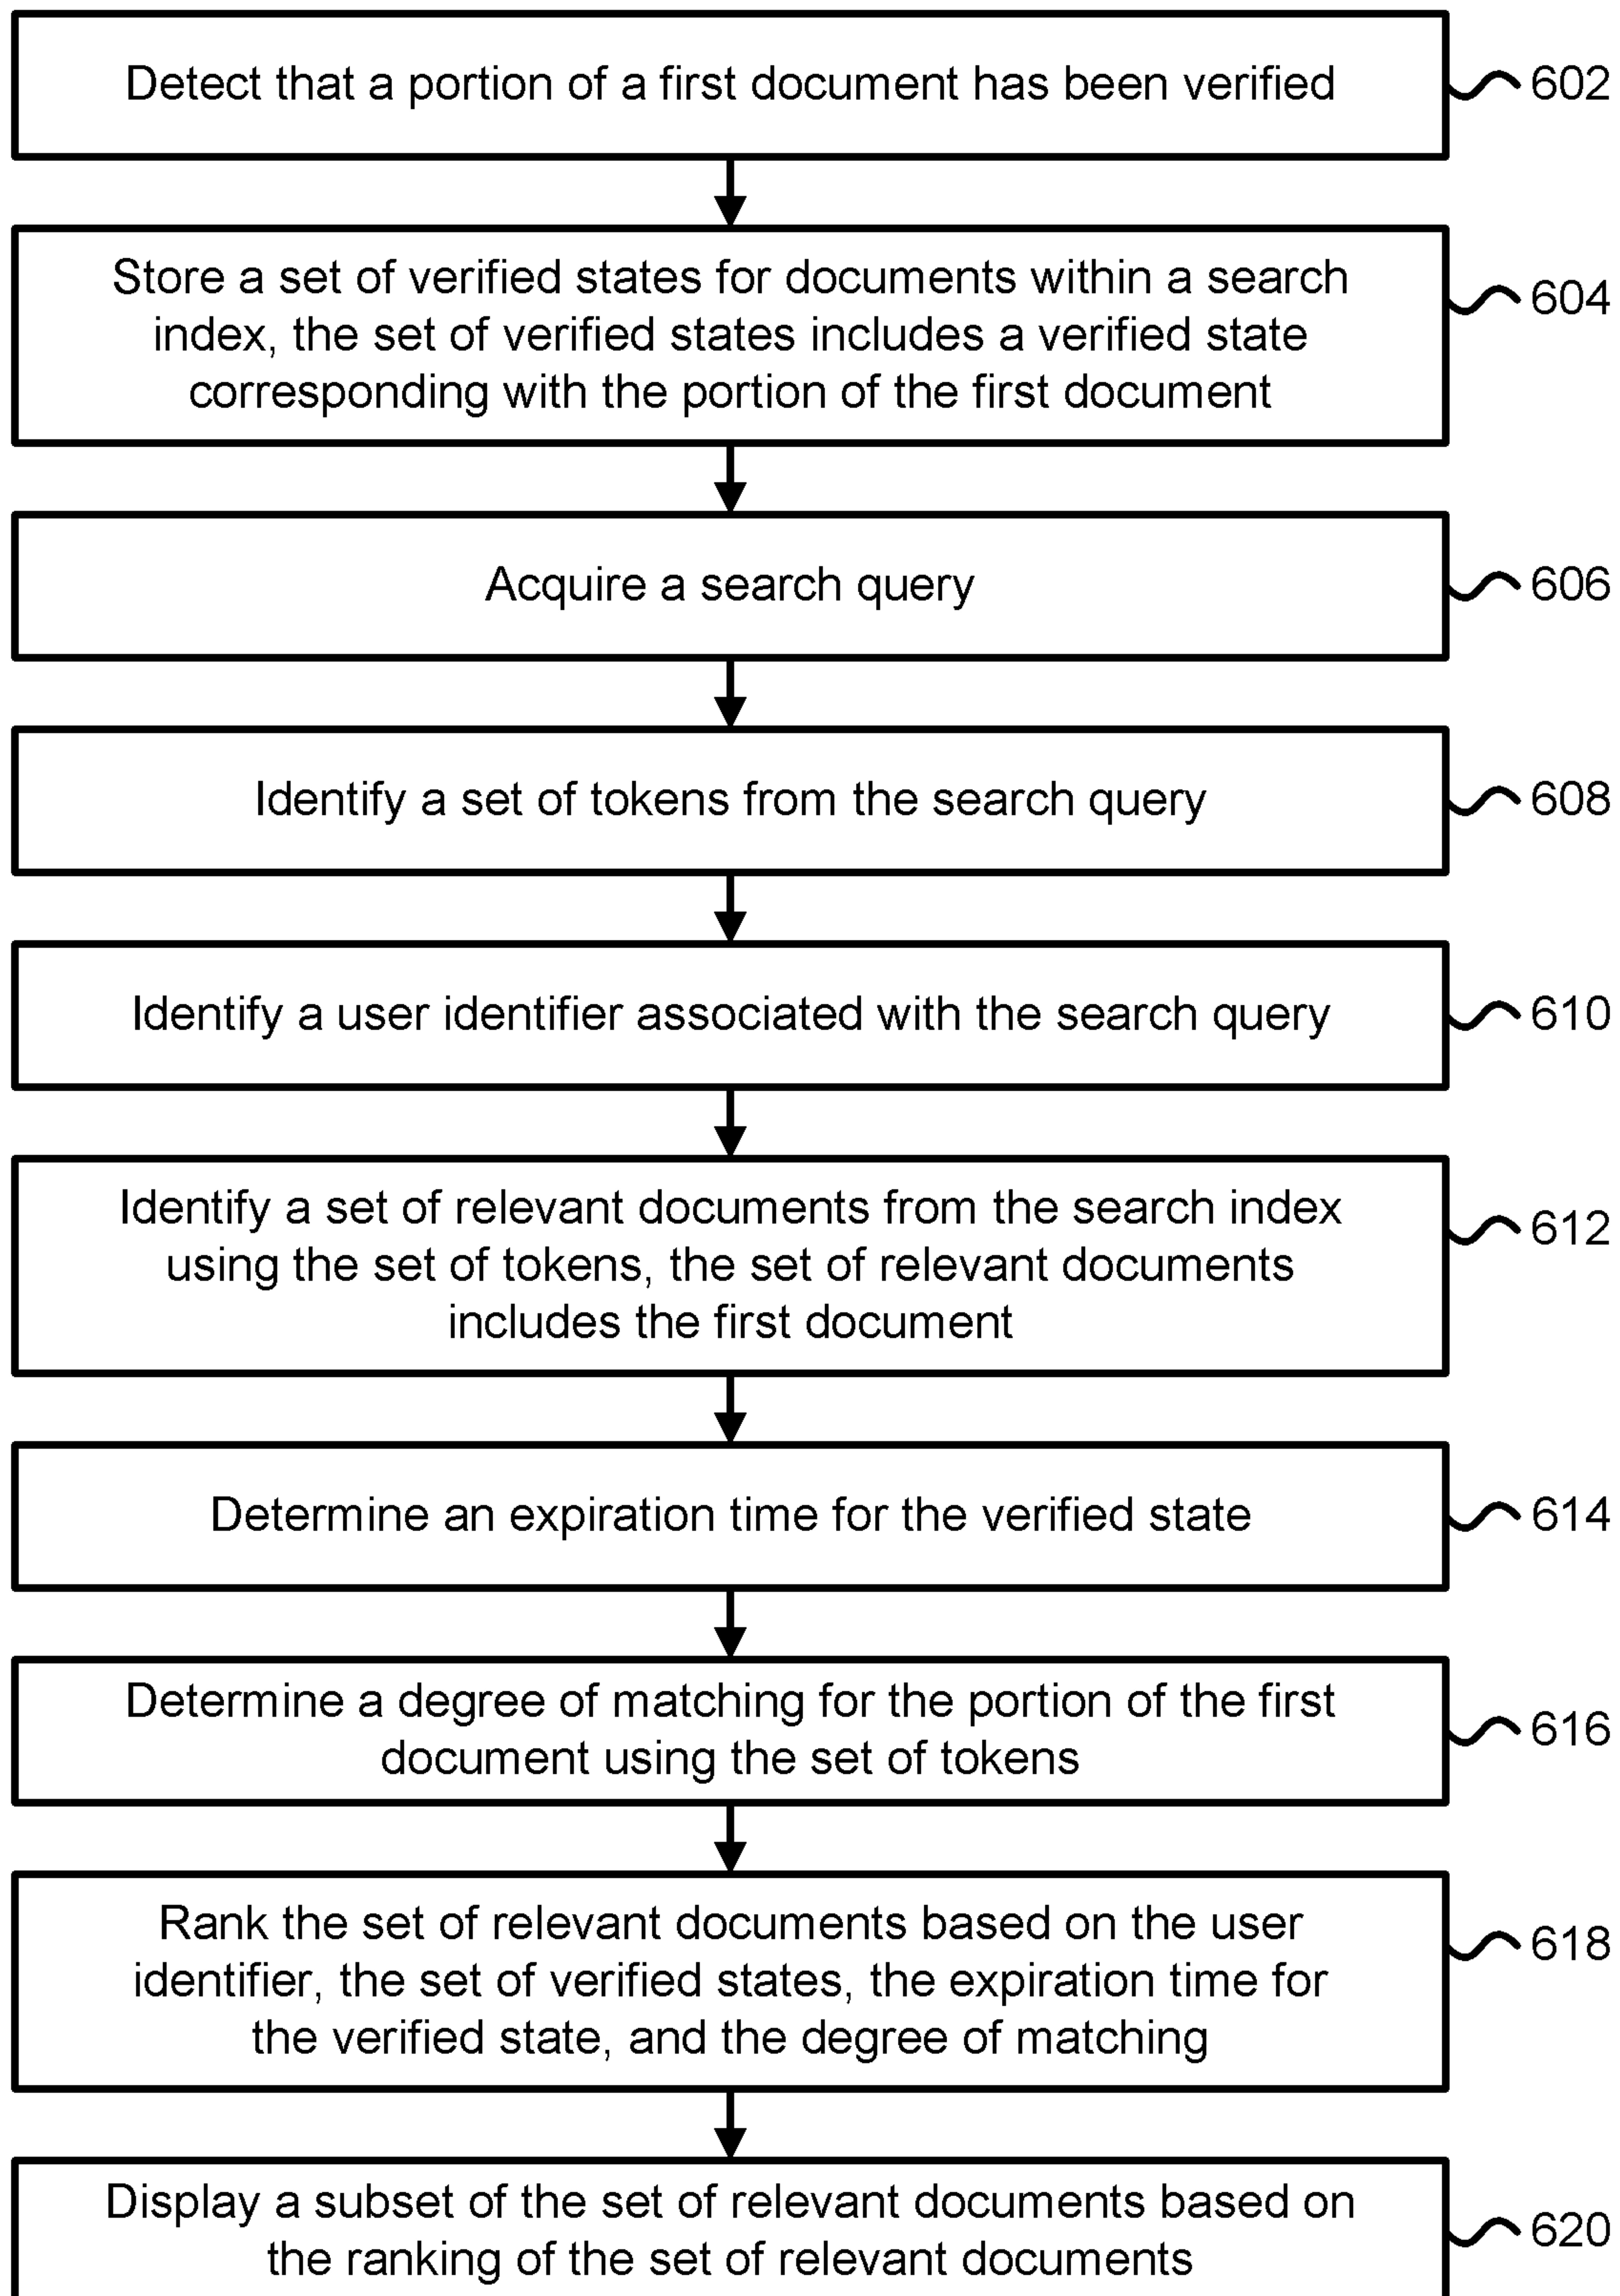 Detect that a portion of a first document has been verified
602
Store a set of verified states for documents within a search
index, the set of verified states includes a verified state
corresponding with the portion of the first document
604
Acquire a search query
606
Identify a set of tokens from the search query
608
Identify a user identifier associated with the search query
610
Identify a set of relevant documents from the search index
using the set of tokens, the set of relevant documents
includes the first document
612
Determine an expiration time for the verified state
614
Determine a degree of matching for the portion of the first
document using the set of tokens
616
Rank the set of relevant documents based on the user
identifier, the set of verified states, the expiration time for
the verified state, and the degree of matching
618
Display a subset of the set of relevant documents based on
the ranking of the set of relevant documents
620